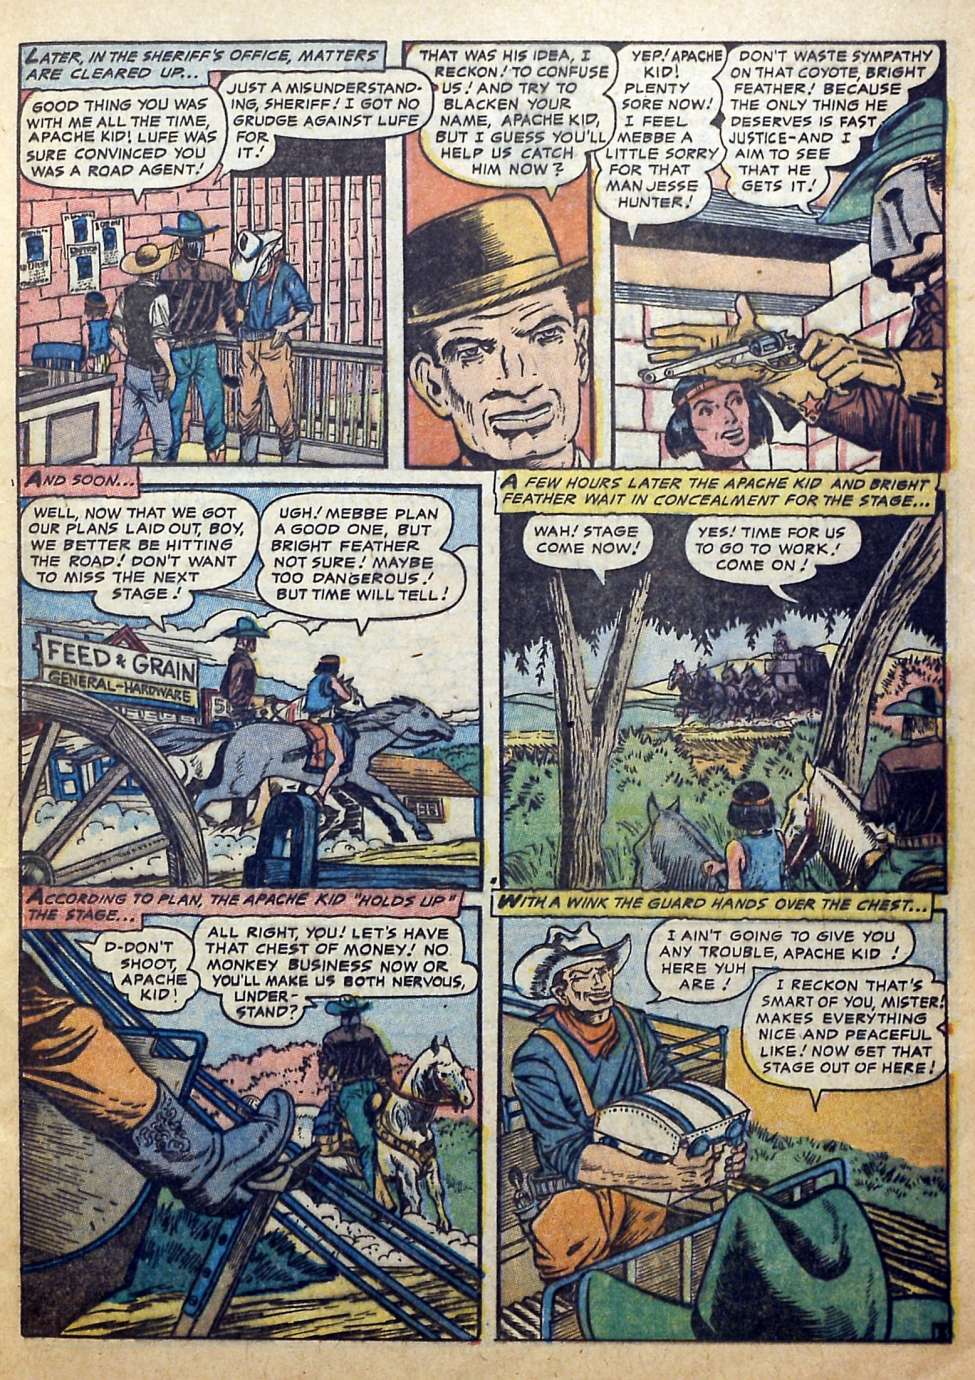 LATER, IN THE SHERIFF'S OFFICE, MATTERS
ARE CLEARED UP...
GOOD THING YOU WAS
WITH ME ALL THE TIME,
APACHE KID! LUFE WAS
SURE CONVINCED YOU
WAS A ROAD AGENT!
JUST A MISUNDERSTAND-
ING, SHERIFF! I GOT NO
GRUDGE AGAINST LUFE
FOR
IT!
THAT WAS HIS IDEA, I
RECKON! TO CONFUSE
US! AND TRY TO
BLACKEN YOUR
NAME, APACHE KID,
BUT I GUESS YOU'LL
HELP US CATCH
HIM NOW?
YEP! APACHE
KID!
PLENTY
SORE NOW!
I FEEL
MEBBE A
LITTLE SORRY
FOR THAT
MAN JESSE
HUNTER!
DON'T WASTE SYMPATHY
ON THAT COYOTE, BRIGHT
FEATHER! BECAUSE
THE ONLY THING HE
DESERVES IS FAST
JUSTICE-AND I
AIM TO SEE
THAT HE
GETS IT!
AND SOON...
WELL, NOW THAT WE GOT
OUR PLANS LAID OUT, BOY,
WE BETTER BE HITTING
THE ROAD! DON'T WANT
TO MISS THE NEXT
STAGE!
UGH! MEBBE PLAN
A GOOD ONE, BUT
BRIGHT FEATHER
NOT SURE! MAYBE
TOO DANGEROUS!
BUT TIME WILL TELL!
FEED & GRAIN
GENERAL-HARDWARE
A FEW HOURS LATER THE APACHE KID AND BRIGHT
FEATHER WAIT IN CONCEALMENT FOR THE STAGE...
WAH! STAGE
COME NOW!
YES! TIME FOR US
TO GO TO WORK!
COME ON!
ACCORDING TO PLAN, THE APACHE KID "HOLDS UP"
THE STAGE...
D-DON'T
SHOOT,
APACHE
KID!
ALL RIGHT, YOU! LET'S HAVE
THAT CHEST OF MONEY! NO
MONKEY BUSINESS NOW OR
YOU'LL MAKE US BOTH NERVOUS,
UNDER-
STAND?
WITH A WINK THE GUARD HANDS OVER THE CHEST...
I AIN'T GOING TO GIVE YOU
ANY TROUBLE, APACHE KID!
HERE YUH
ARE!
I RECKON THAT'S
SMART OF YOU, MISTER!
MAKES EVERYTHING
NICE AND PEACEFUL
LIKE! NOW GET THAT
STAGE OUT OF HERE!